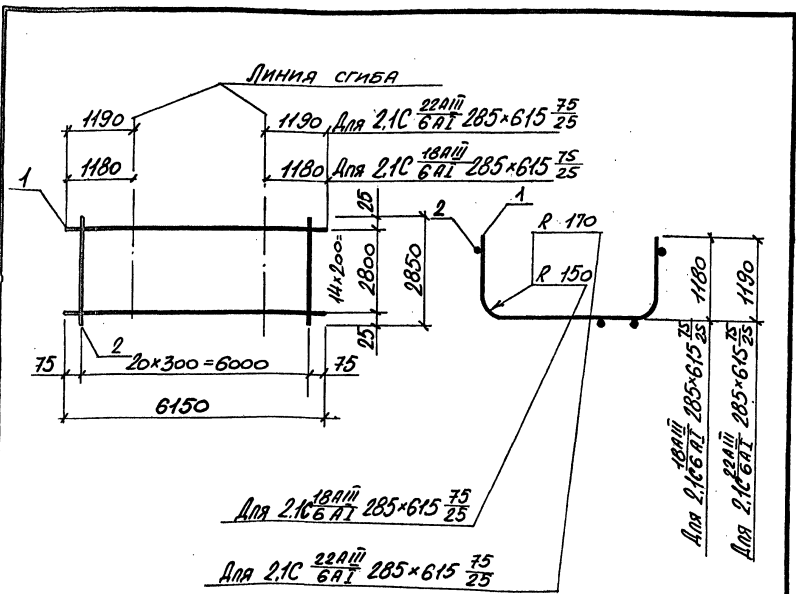 Линия сгиба
1190
1190 Для 2.1С 22АIII/6АI 285×615 75/25
1180
1180 Для 2.1С 18АIII/6АI 285×615 75/25
1
25
14×200=
2800
2850
25
2
75
20×300=6000
75
6150
2
1
R 170
R 150
1180
1190
Для 2.1С 18АIII/6АI 285×615 75/25
Для 2.1С 22АIII/6АI 285×615 75/25
Для 2.1С 18АIII/6АI 285×615 75/25
Для 2.1С 22АIII/6АI 285×615 75/25